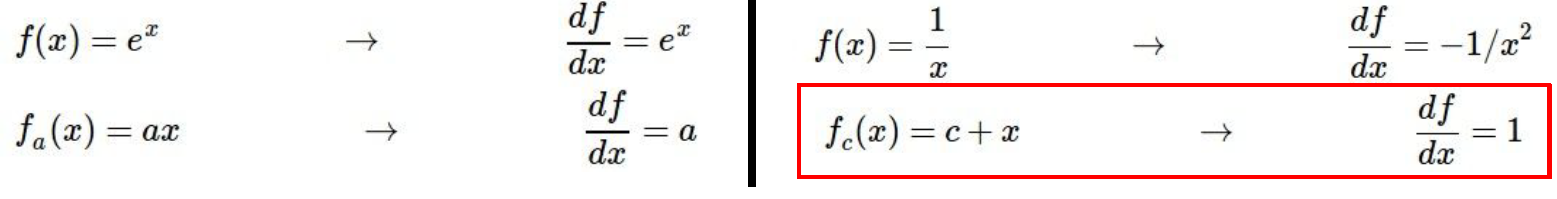 f(x) = e^x → df/dx = e^x
f_a(x) = ax → df/dx = a
f(x) = 1/x → df/dx = −1/x^2
f_c(x) = c + x → df/dx = 1